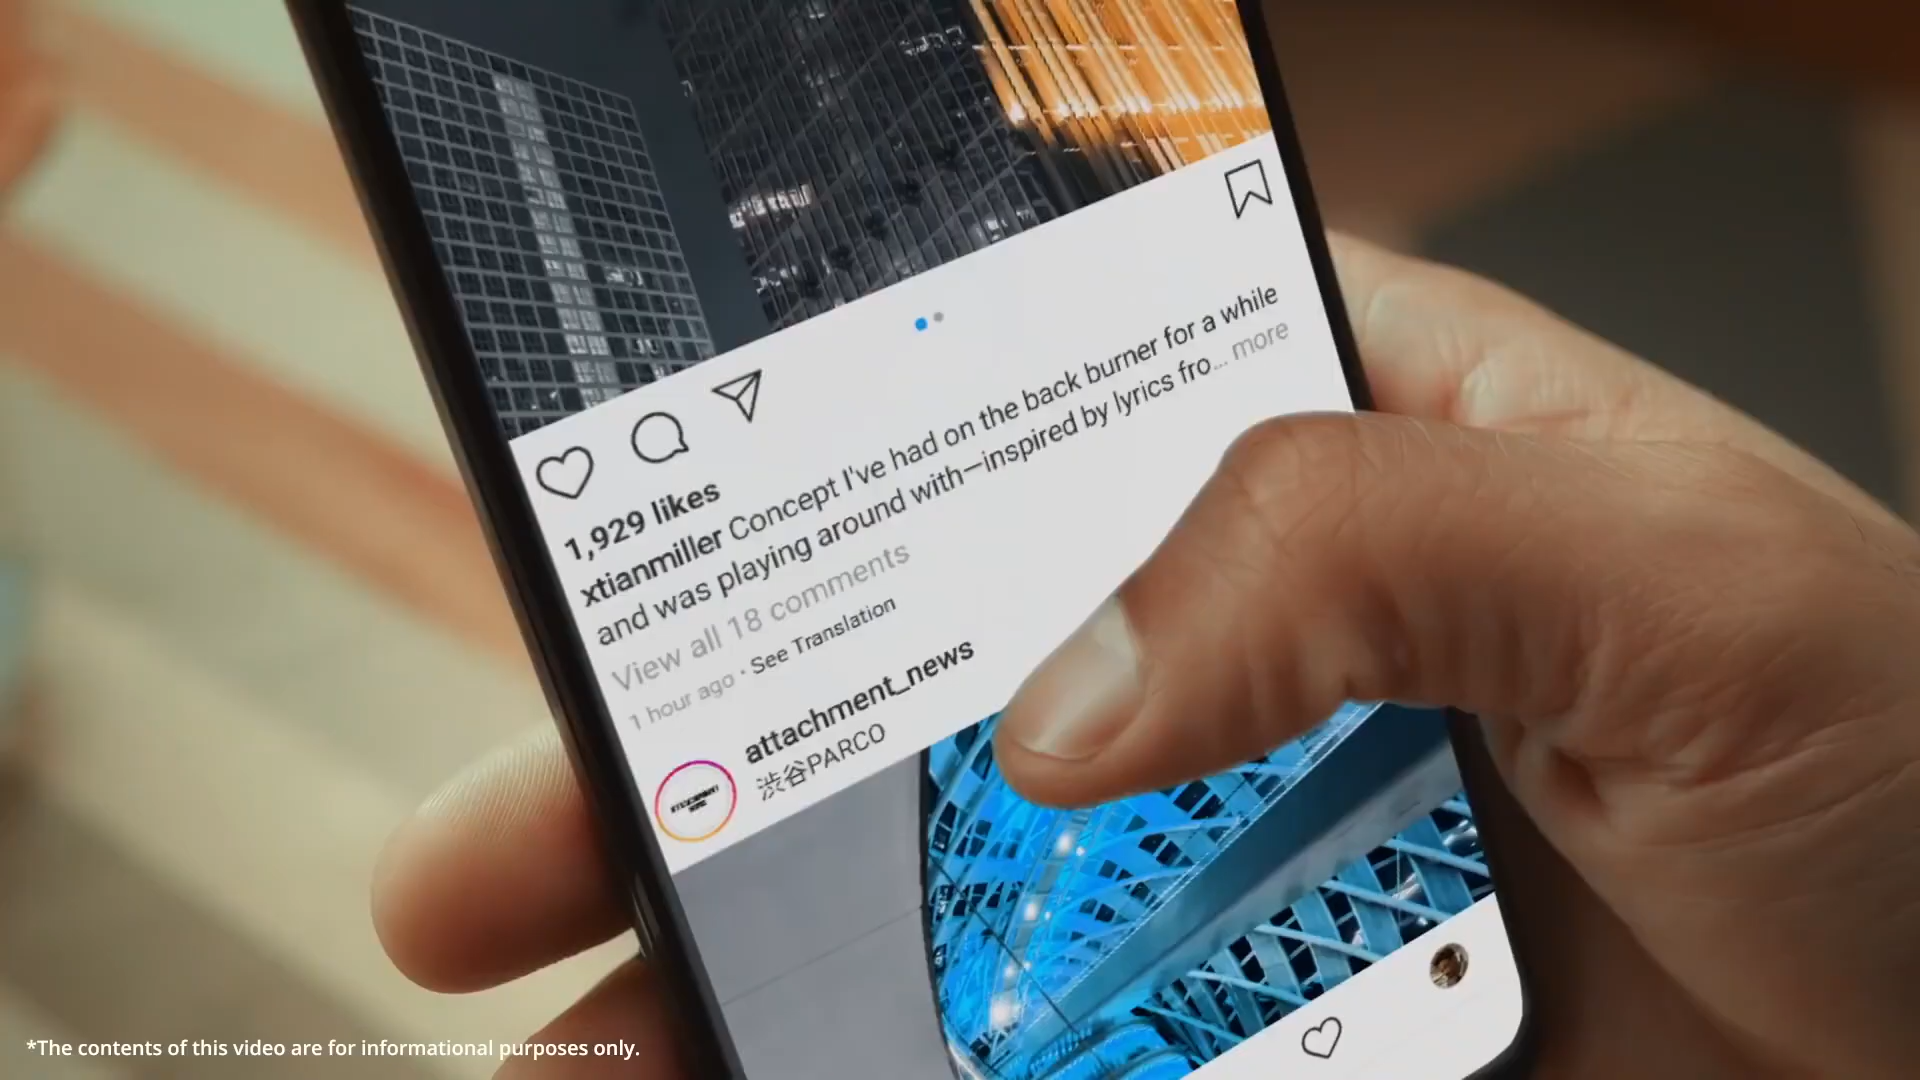 1,929 likes
xtianmiller Concept I've had on the back burner for a while
and was playing around with—inspired by lyrics fro... more
View all 18 comments
1 hour ago · See Translation
attachment_news
渋谷PARCO
*The contents of this video are for informational purposes only.